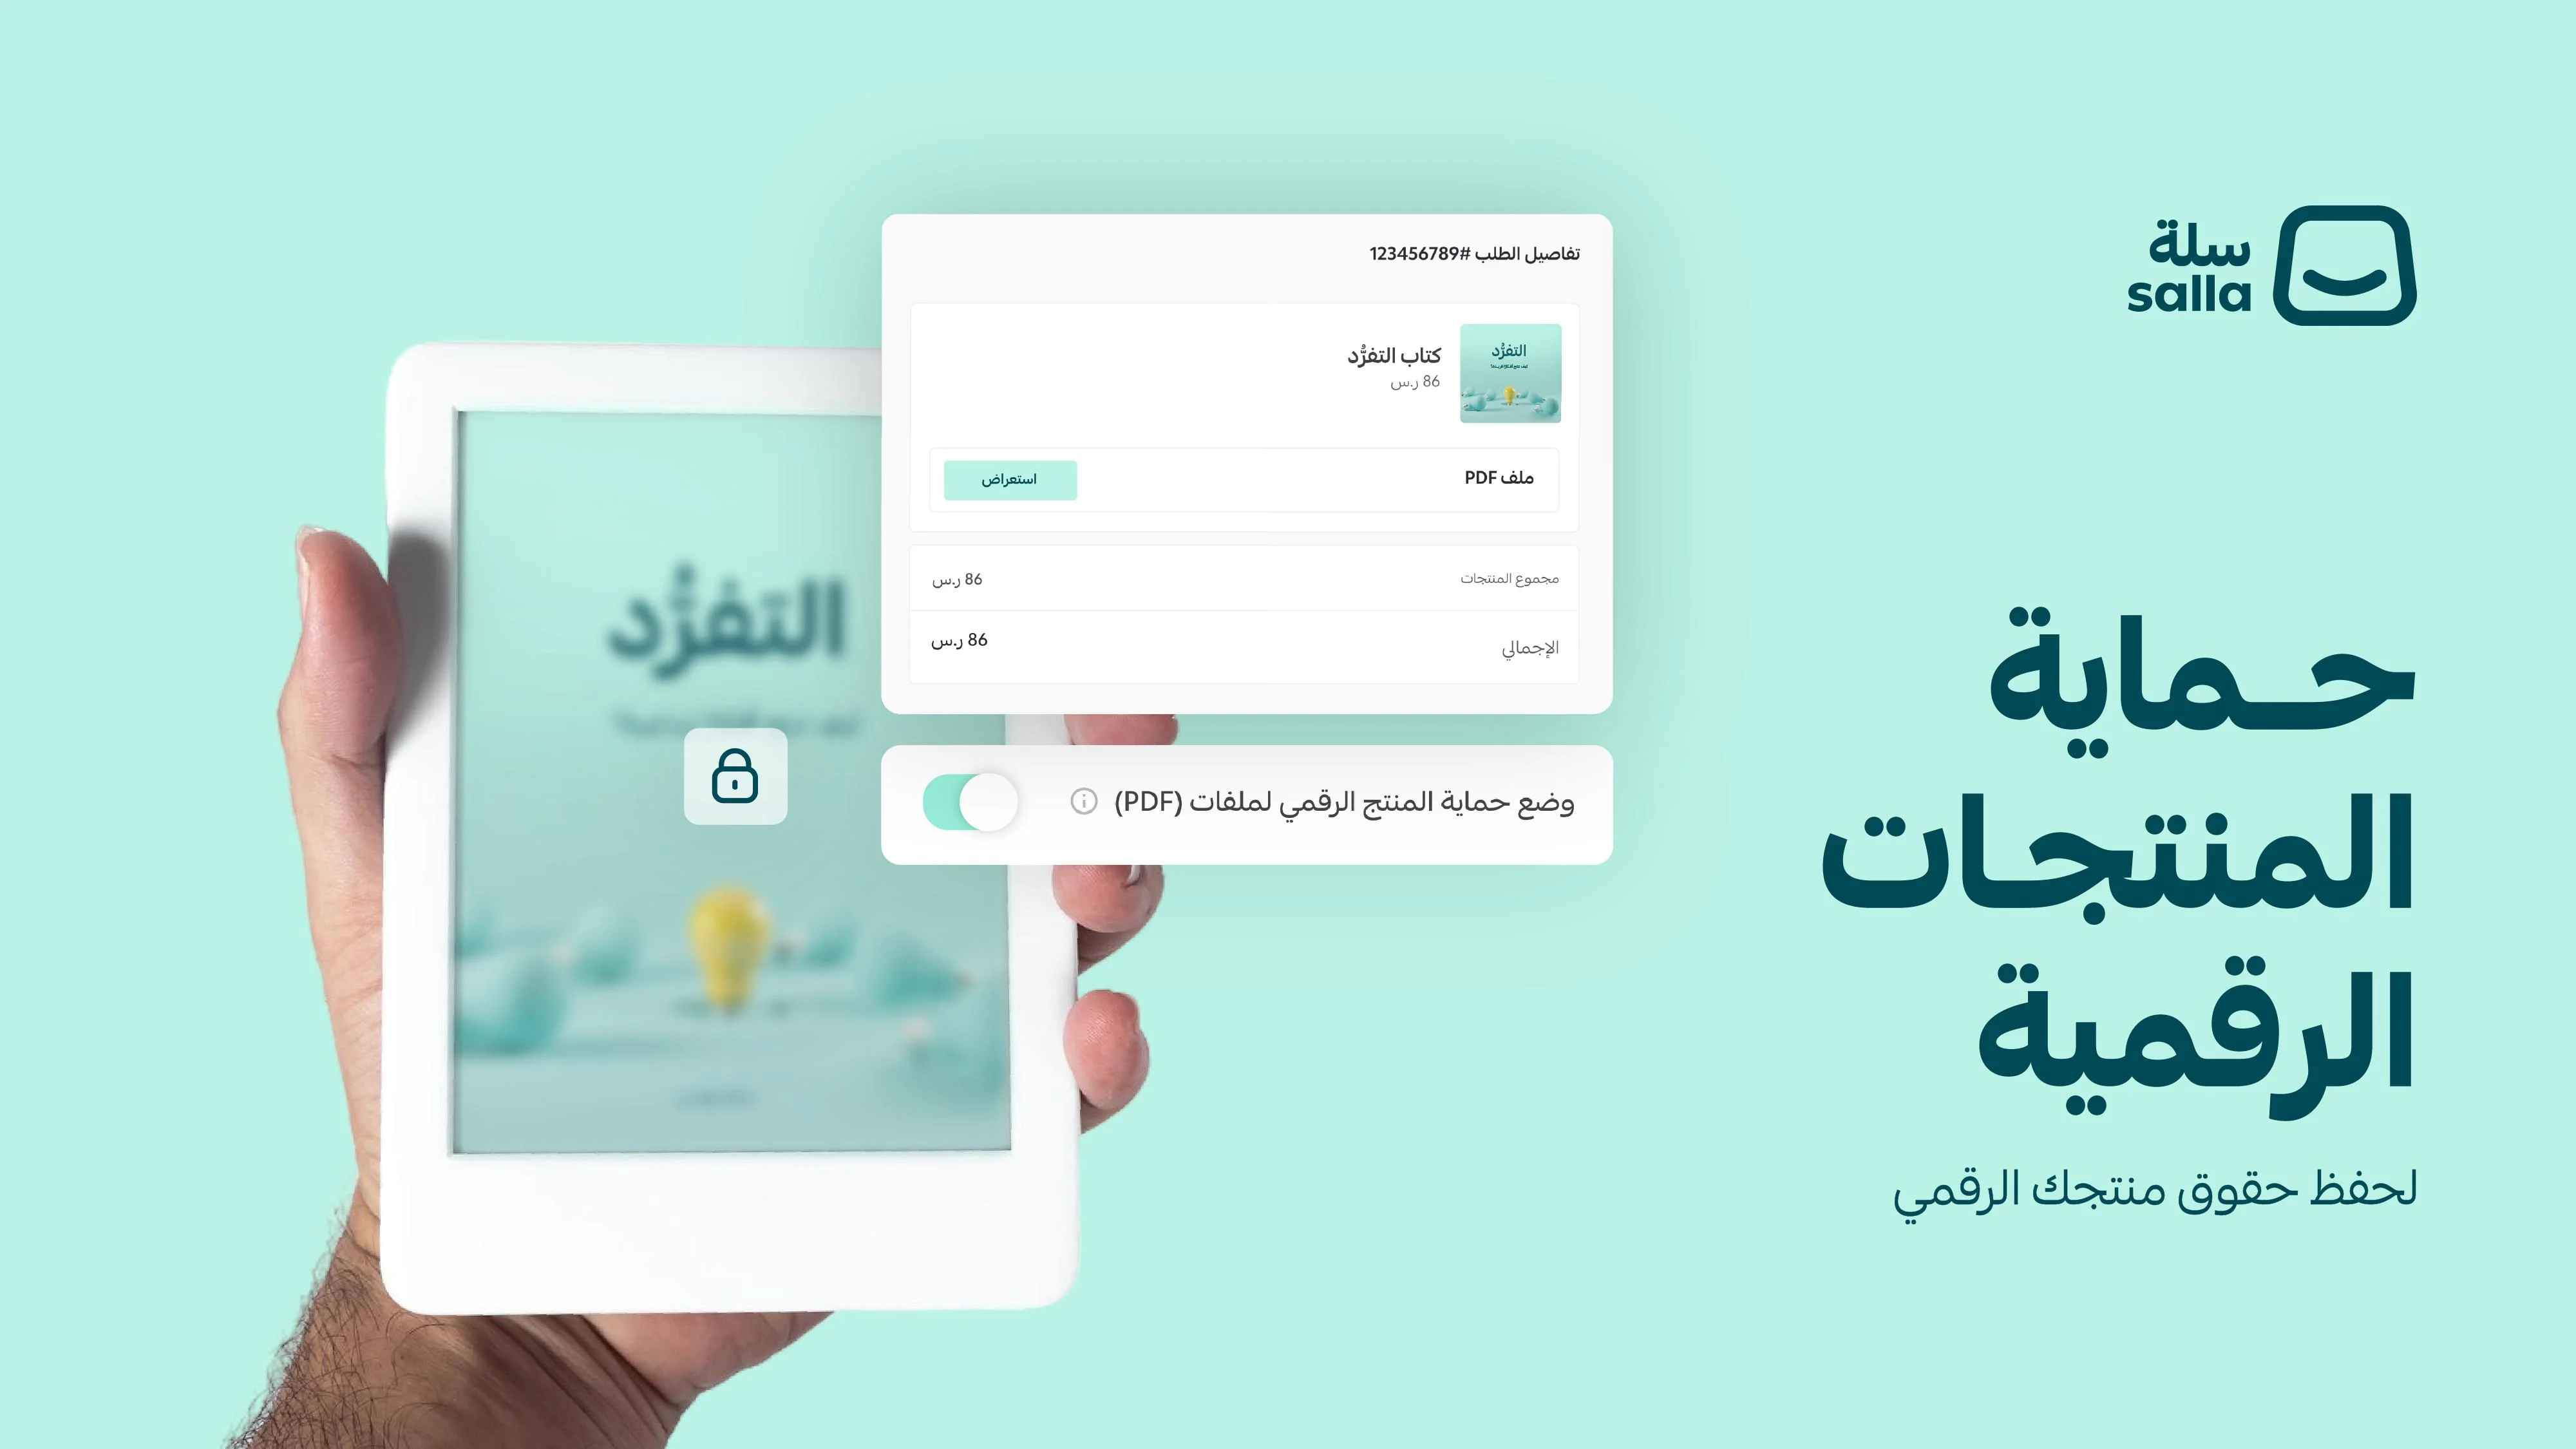 سلة
salla
حماية
المنتجات
الرقمية
لحفظ حقوق منتجك الرقمي
تفاصيل الطلب #123456789
التفرُّد
كتاب التفرُّد
86 ر.س
ملف PDF
استعراض
مجموع المنتجات
86 ر.س
الإجمالي
86 ر.س
وضع حماية المنتج الرقمي لملفات (PDF)
التفرُّد